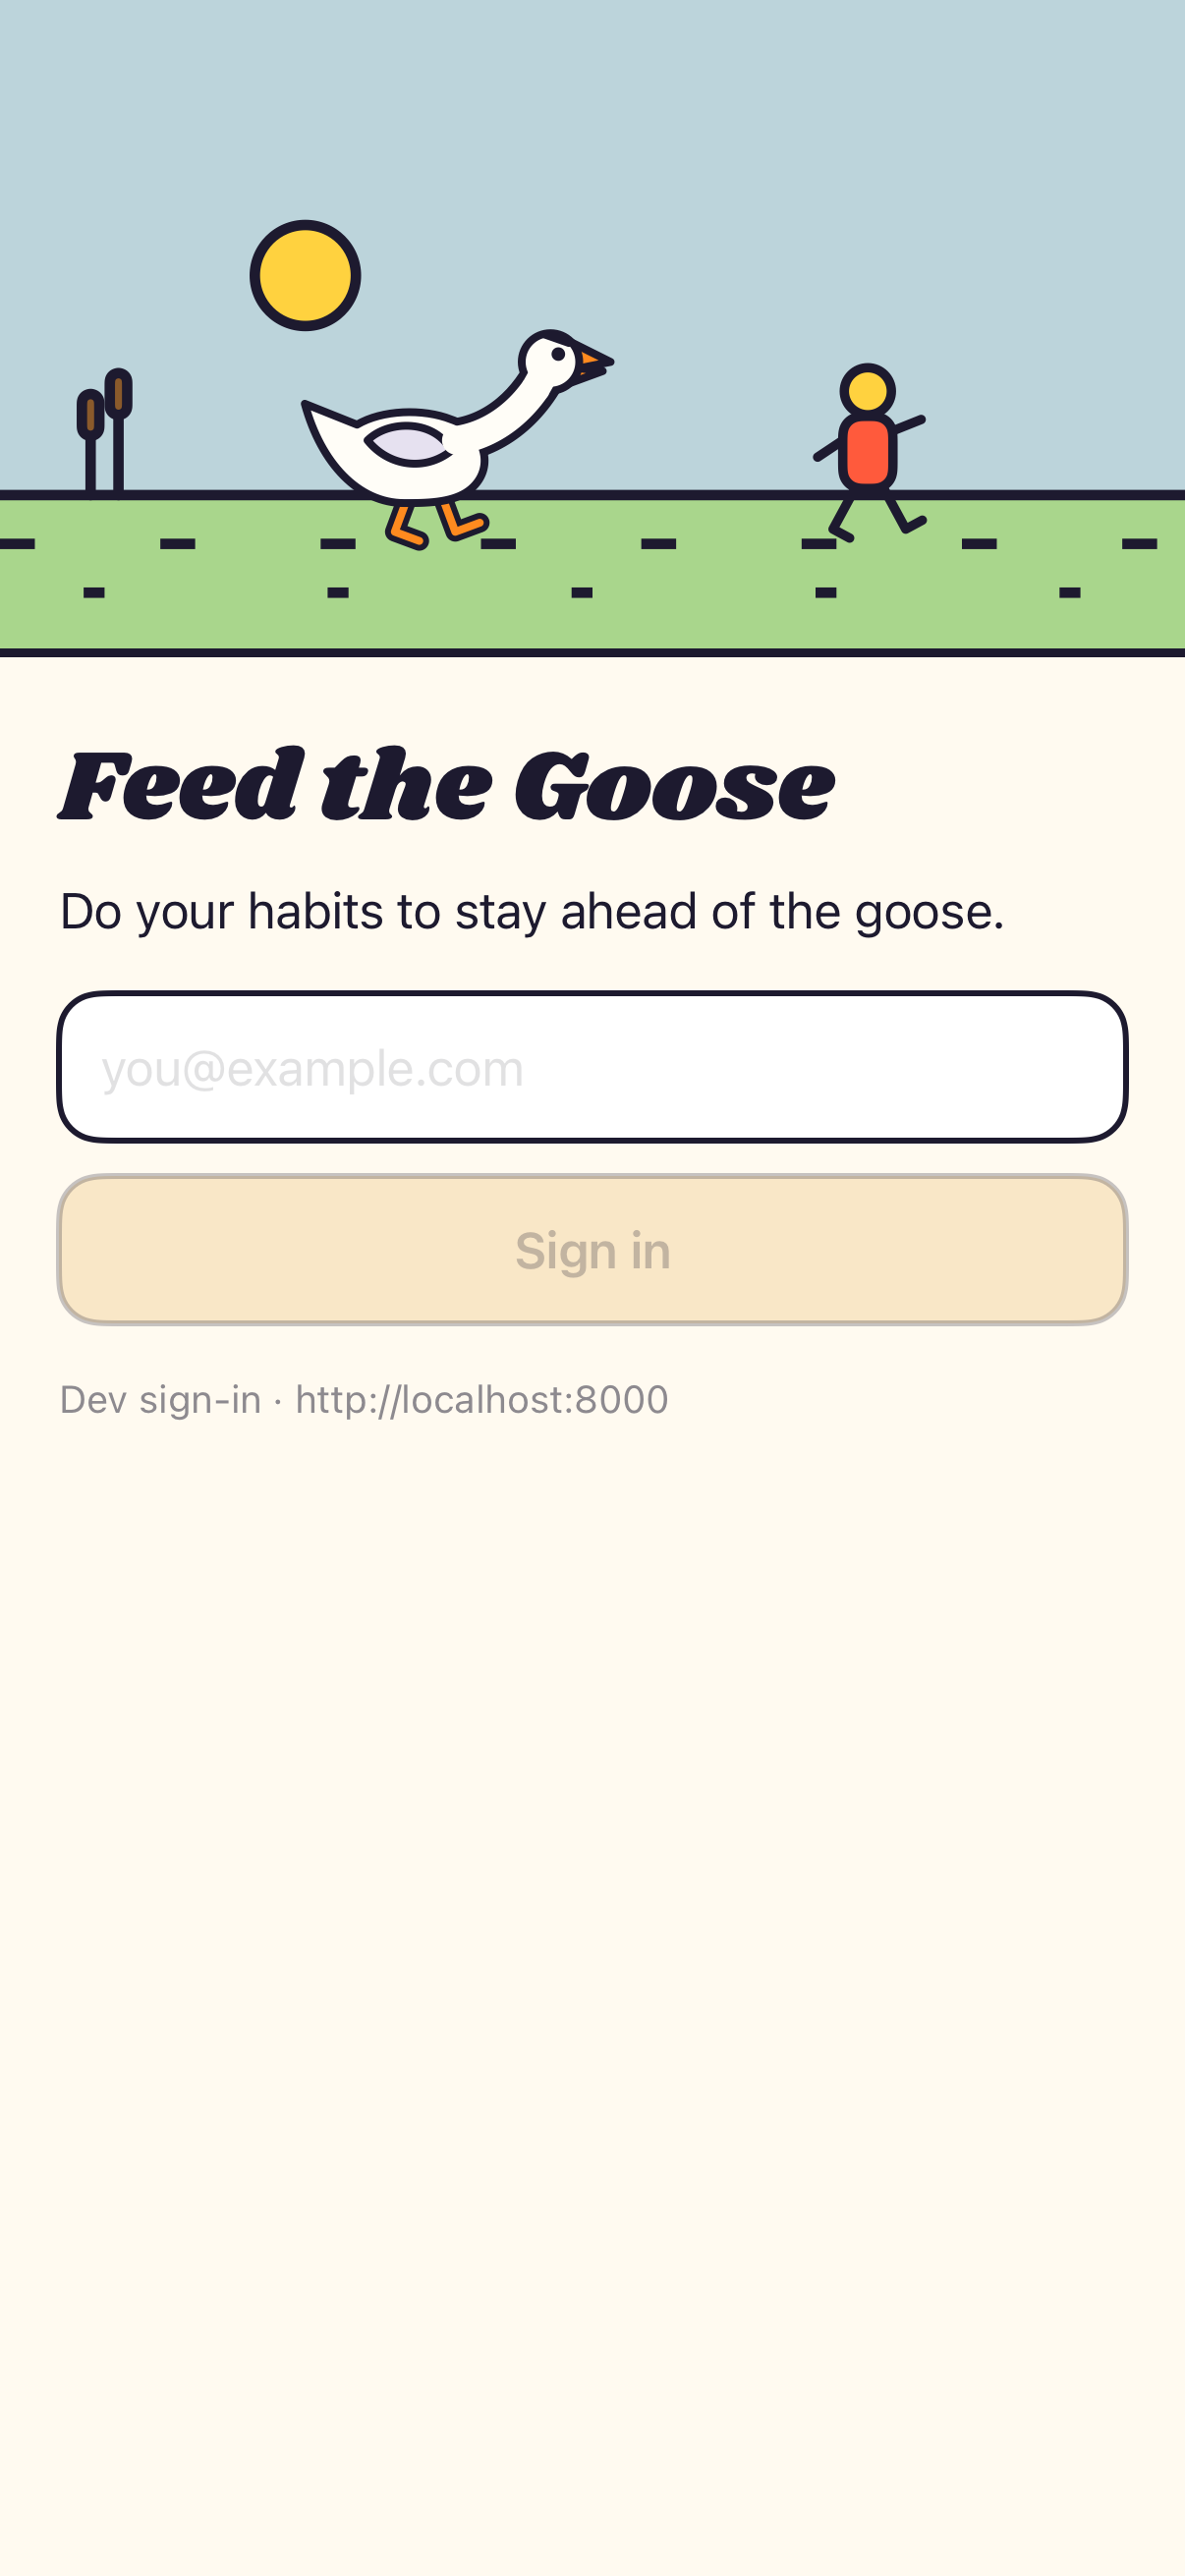 Feed the Goose
Do your habits to stay ahead of the goose.
you@example.com
Sign in
Dev sign-in · http://localhost:8000